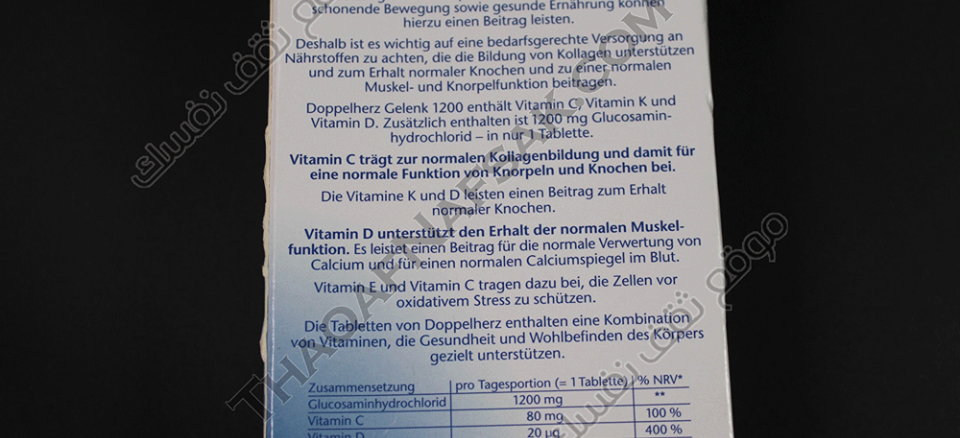 schonende Bewegung sowie gesunde Ernährung können
hierzu einen Beitrag leisten.
Deshalb ist es wichtig auf eine bedarfsgerechte Versorgung an
Nährstoffen zu achten, die die Bildung von Kollagen unterstützen
und zum Erhalt normaler Knochen und zu einer normalen
Muskel- und Knorpelfunktion beitragen.
Doppelherz Gelenk 1200 enthält Vitamin C, Vitamin K und
Vitamin D. Zusätzlich enthalten ist 1200 mg Glucosamin-
hydrochlorid – in nur 1 Tablette.
Vitamin C trägt zur normalen Kollagenbildung und damit für
eine normale Funktion von Knorpeln und Knochen bei.
Die Vitamine K und D leisten einen Beitrag zum Erhalt
normaler Knochen.
Vitamin D unterstützt den Erhalt der normalen Muskel-
funktion. Es leistet einen Beitrag für die normale Verwertung von
Calcium und für einen normalen Calciumspiegel im Blut.
Vitamin E und Vitamin C tragen dazu bei, die Zellen vor
oxidativem Stress zu schützen.
Die Tabletten von Doppelherz enthalten eine Kombination
von Vitaminen, die Gesundheit und Wohlbefinden des Körpers
gezielt unterstützen.
Zusammensetzung pro Tagesportion (= 1 Tablette) % NRV*
Glucosaminhydrochlorid 1200 mg **
Vitamin C 80 mg 100 %
Vitamin D 20 µg 400 %
THAQAFNAFSAK.COM
موقع ثقف نفسك
موقع ثقف نفسك